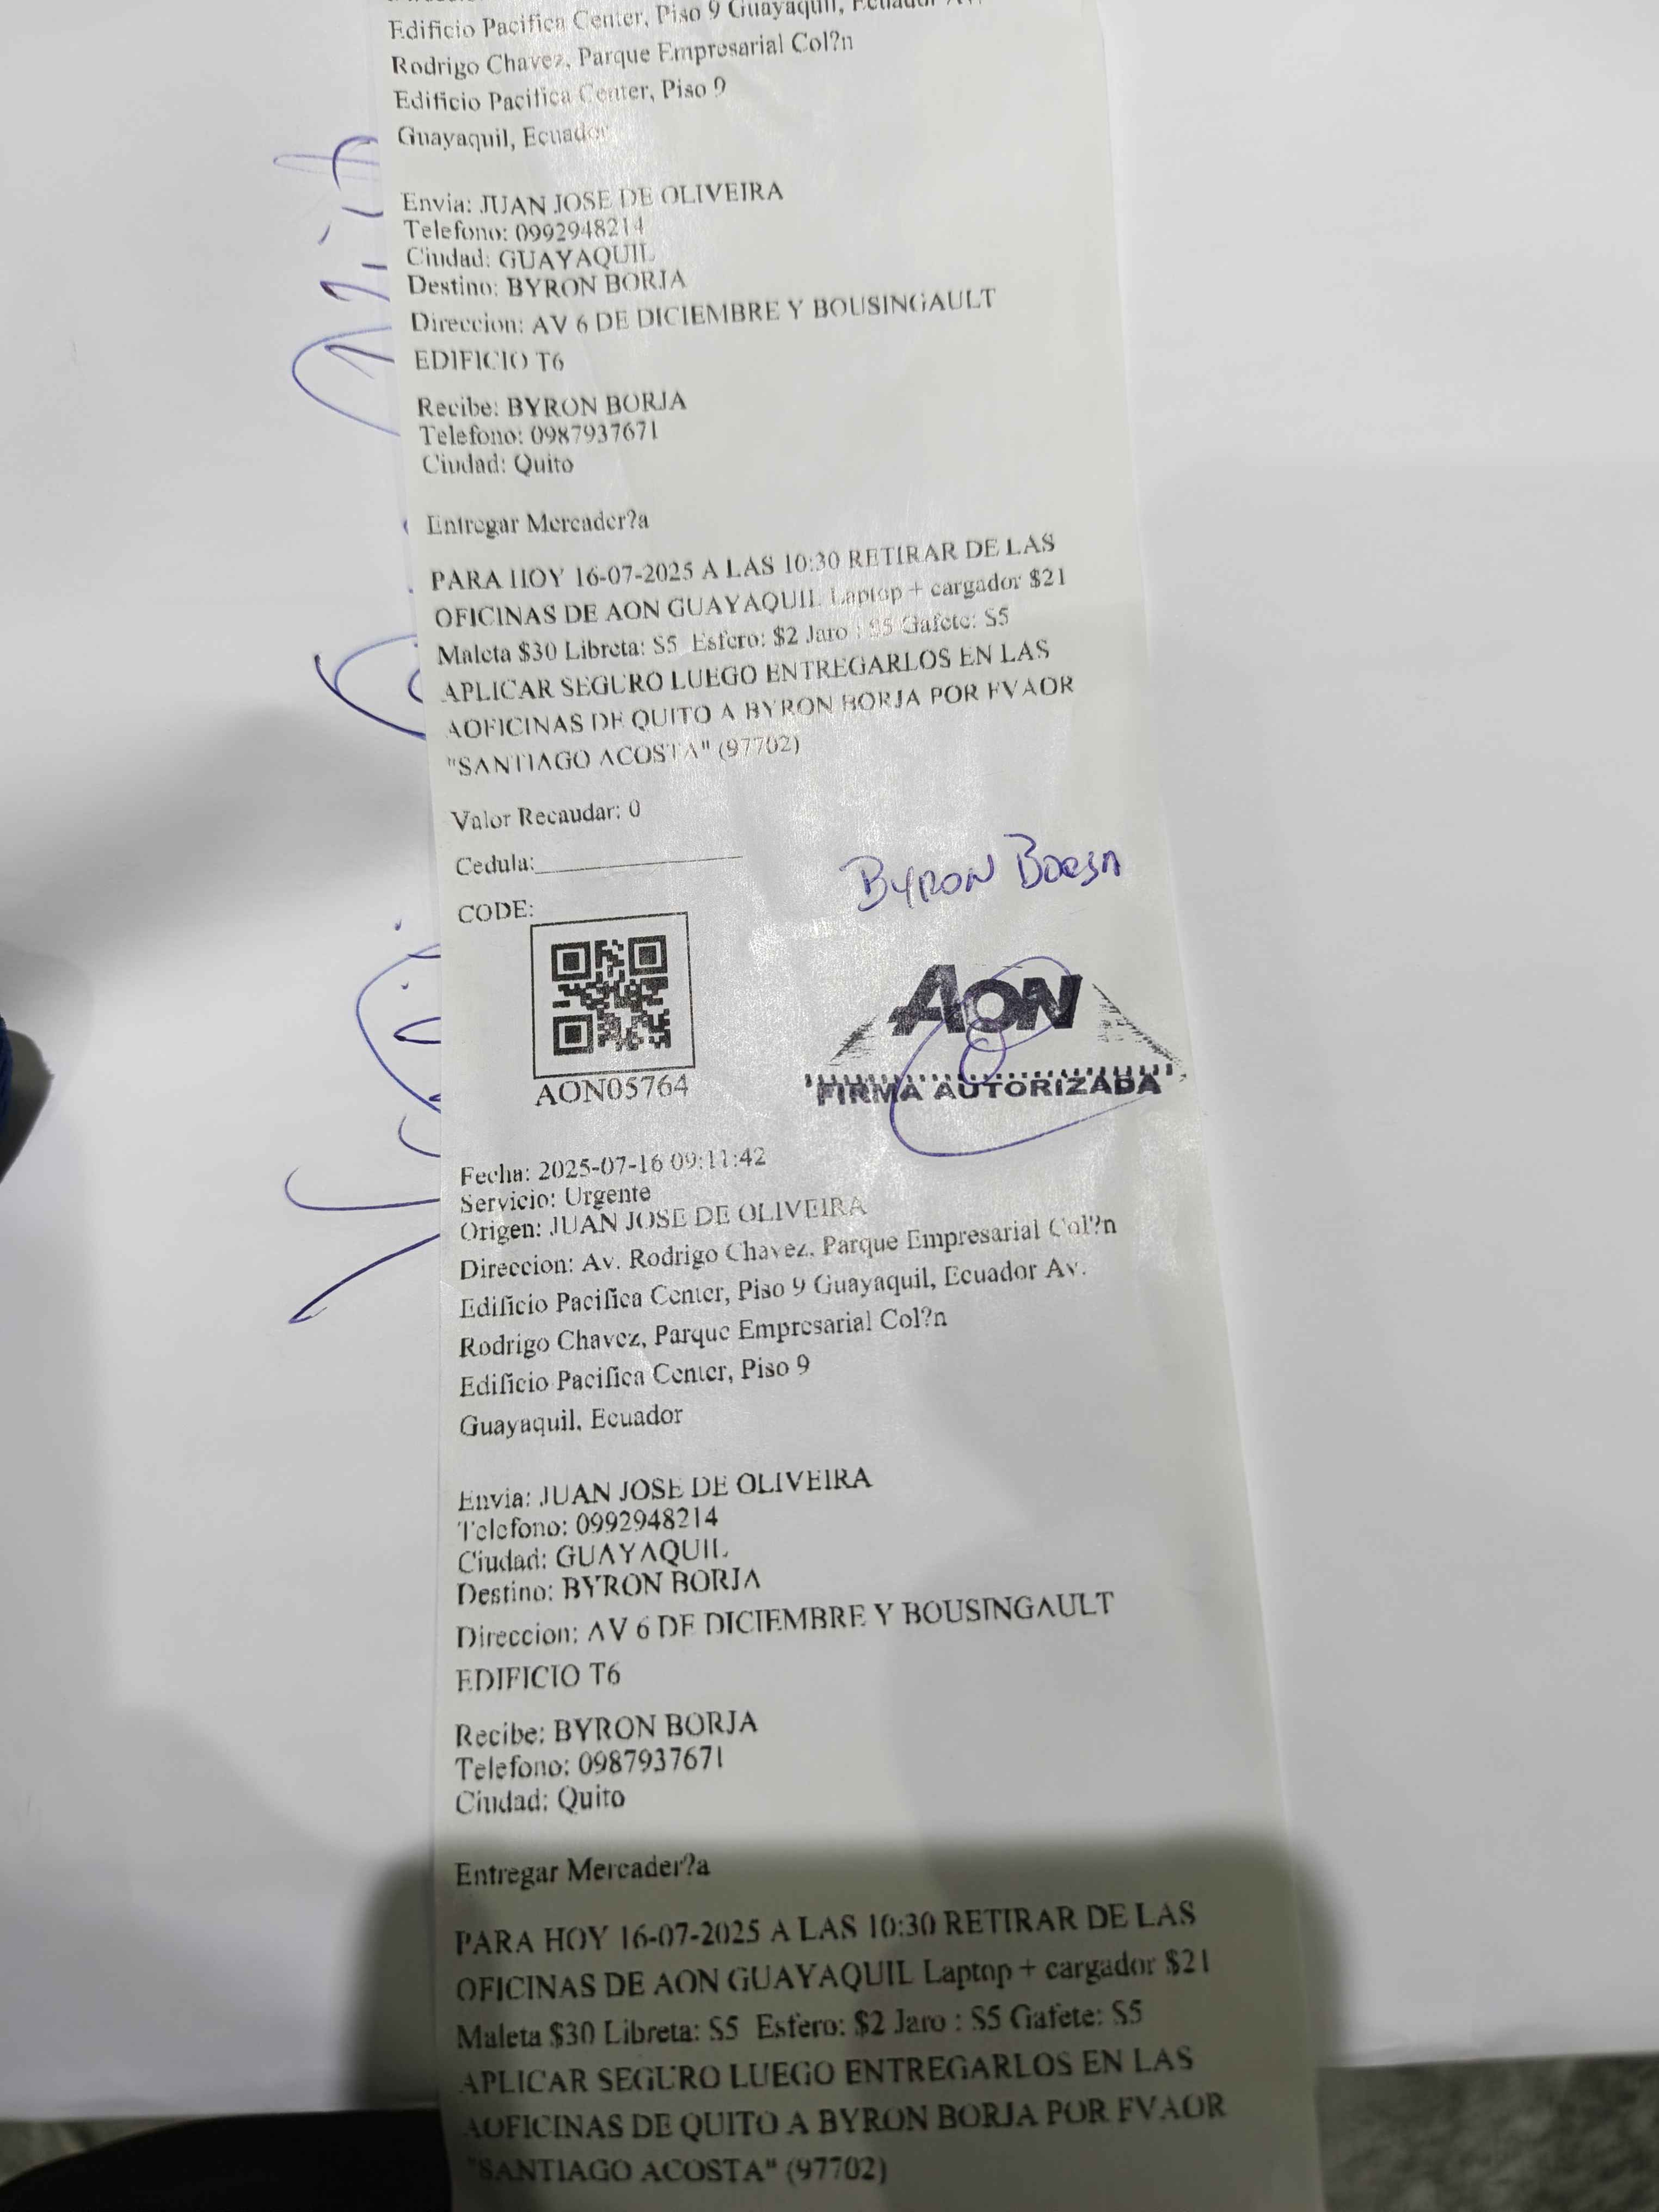 Edificio Pacifica Center, Piso 9 Guayaquil, Ecuador Av.
Rodrigo Chavez, Parque Empresarial Col?n
Edificio Pacifica Center, Piso 9
Guayaquil, Ecuador
Envia: JUAN JOSE DE OLIVEIRA
Telefono: 0992948214
Ciudad: GUAYAQUIL
Destino: BYRON BORJA
Direccion: AV 6 DE DICIEMBRE Y BOUSINGAULT
EDIFICIO T6
Recibe: BYRON BORJA
Telefono: 0987937671
Ciudad: Quito
Entregar Mercader?a
PARA HOY 16-07-2025 A LAS 10:30 RETIRAR DE LAS
OFICINAS DE AON GUAYAQUIL Laptop + cargador $21
Maleta $30 Libreta: $5 Esfero: $2 Jaro : $5 Gafete: $5
APLICAR SEGURO LUEGO ENTREGARLOS EN LAS
AOFICINAS DE QUITO A BYRON BORJA POR FVAOR
"SANTIAGO ACOSTA" (97702)
Valor Recaudar: 0
Cedula:
Byron Borja
CODE:
AON
FIRMA AUTORIZADA
AON05764
Fecha: 2025-07-16 09:11:42
Servicio: Urgente
Origen: JUAN JOSE DE OLIVEIRA
Direccion: Av. Rodrigo Chavez, Parque Empresarial Col?n
Edificio Pacifica Center, Piso 9 Guayaquil, Ecuador Av.
Rodrigo Chavez, Parque Empresarial Col?n
Edificio Pacifica Center, Piso 9
Guayaquil, Ecuador
Envia: JUAN JOSE DE OLIVEIRA
Telefono: 0992948214
Ciudad: GUAYAQUIL
Destino: BYRON BORJA
Direccion: AV 6 DE DICIEMBRE Y BOUSINGAULT
EDIFICIO T6
Recibe: BYRON BORJA
Telefono: 0987937671
Ciudad: Quito
Entregar Mercader?a
PARA HOY 16-07-2025 A LAS 10:30 RETIRAR DE LAS
OFICINAS DE AON GUAYAQUIL Laptop + cargador $21
Maleta $30 Libreta: $5 Esfero: $2 Jaro : $5 Gafete: $5
APLICAR SEGURO LUEGO ENTREGARLOS EN LAS
AOFICINAS DE QUITO A BYRON BORJA POR FVAOR
"SANTIAGO ACOSTA" (97702)